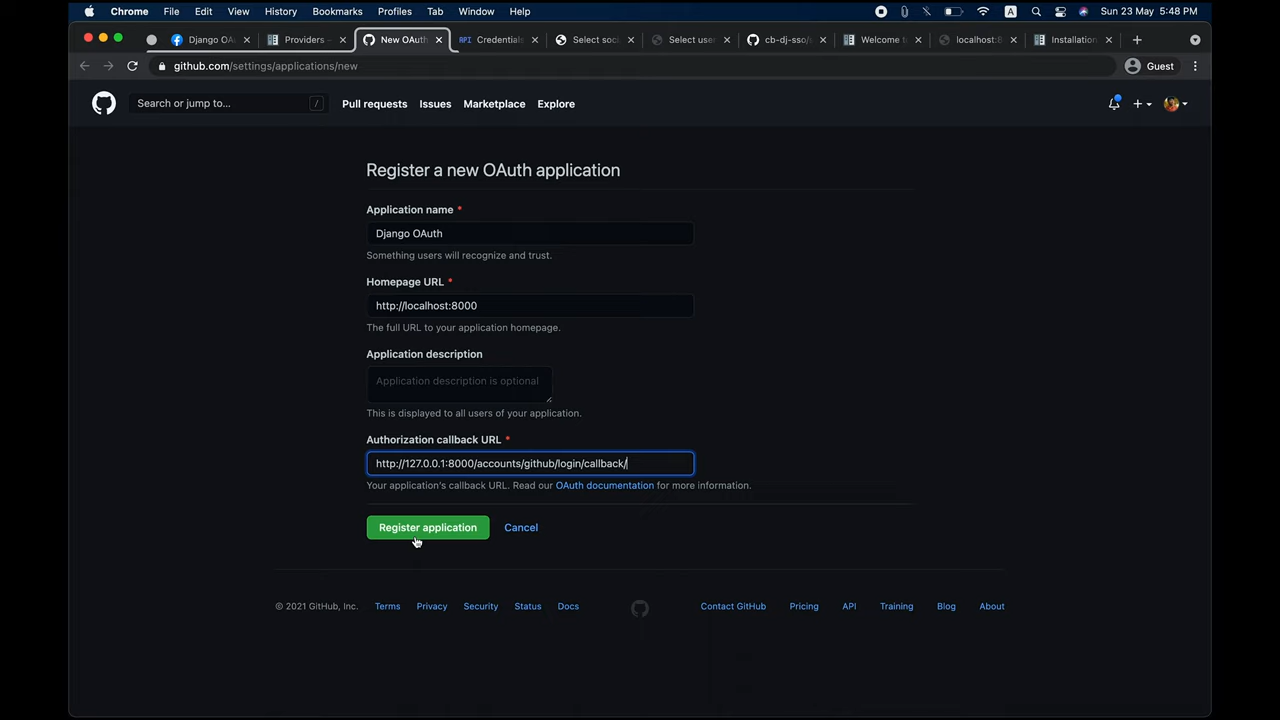 Chrome File Edit View History Bookmarks Profiles Tab Window Help A Sun 23 May 5:48 PM
Django OA Providers – New OAuth API Credentials Select soc Select user cb-dj-sso/ Welcome t localhost:8 Installation
github.com/settings/applications/new Guest
Search or jump to... / Pull requests Issues Marketplace Explore
Register a new OAuth application
Application name *
Django OAuth
Something users will recognize and trust.
Homepage URL *
http://localhost:8000
The full URL to your application homepage.
Application description
Application description is optional
This is displayed to all users of your application.
Authorization callback URL *
http://127.0.0.1:8000/accounts/github/login/callback/
Your application's callback URL. Read our OAuth documentation for more information.
Register application Cancel
© 2021 GitHub, Inc. Terms Privacy Security Status Docs Contact GitHub Pricing API Training Blog About